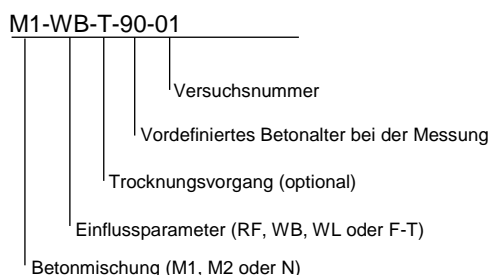 M1-WB-T-90-01
Versuchsnummer
Vordefiniertes Betonalter bei der Messung
Trocknungsvorgang (optional)
Einflussparameter (RF, WB, WL oder F-T)
Betonmischung (M1, M2 oder N)